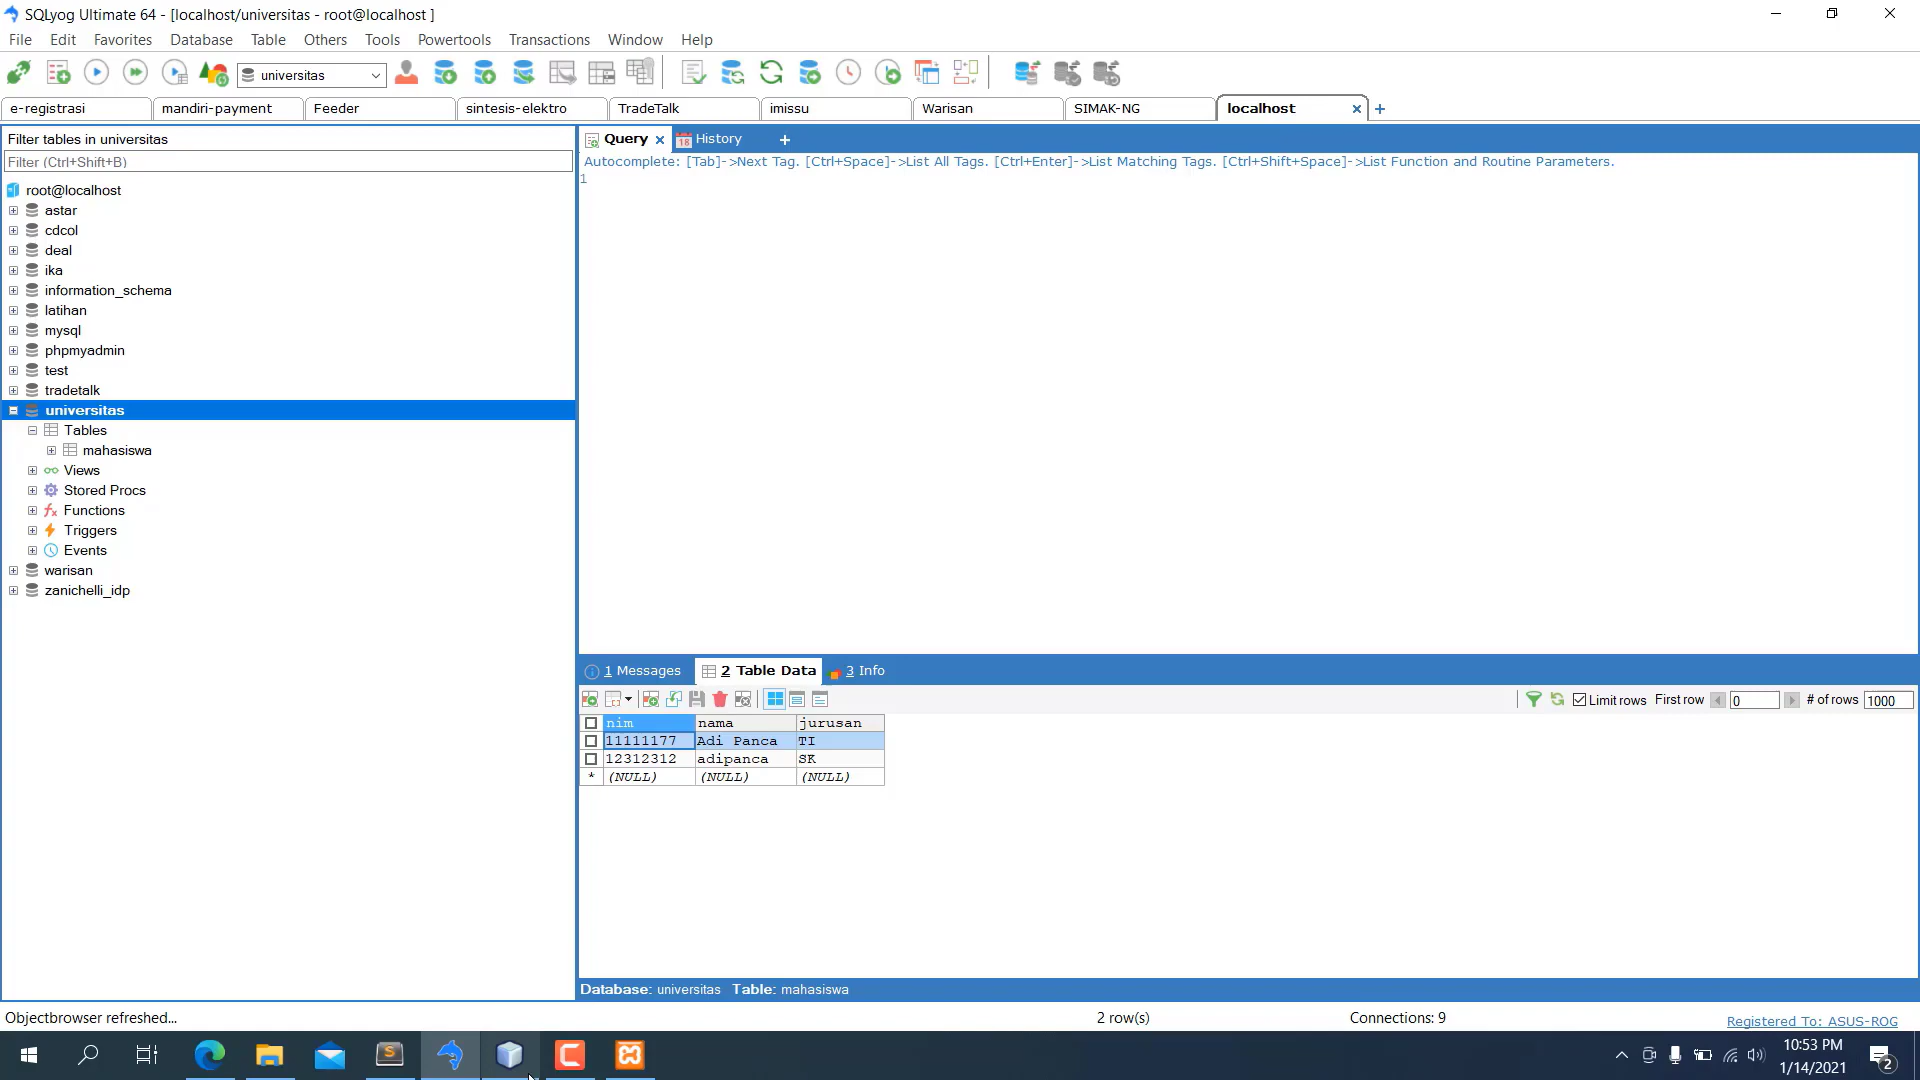 SQLyog Ultimate 64 - [localhost/universitas - root@localhost ]
File Edit Favorites Database Table Others Tools Powertools Transactions Window Help
universitas
e-registrasi mandiri-payment Feeder sintesis-elektro TradeTalk imissu Warisan SIMAK-NG localhost
Filter tables in universitas
Filter (Ctrl+Shift+B)
root@localhost
astar
cdcol
deal
ika
information_schema
latihan
mysql
phpmyadmin
test
tradetalk
universitas
Tables
mahasiswa
Views
Stored Procs
Functions
Triggers
Events
warisan
zanichelli_idp
Query History
Autocomplete: [Tab]->Next Tag. [Ctrl+Space]->List All Tags. [Ctrl+Enter]->List Matching Tags. [Ctrl+Shift+Space]->List Function and Routine Parameters.
1
1 Messages 2 Table Data 3 Info
Limit rows First row 0 # of rows 1000
nim nama jurusan
11111177 Adi Panca TI
12312312 adipanca SK
* (NULL) (NULL) (NULL)
Database: universitas Table: mahasiswa
Objectbrowser refreshed... 2 row(s) Connections: 9 Registered To: ASUS-ROG
10:53 PM
1/14/2021
2